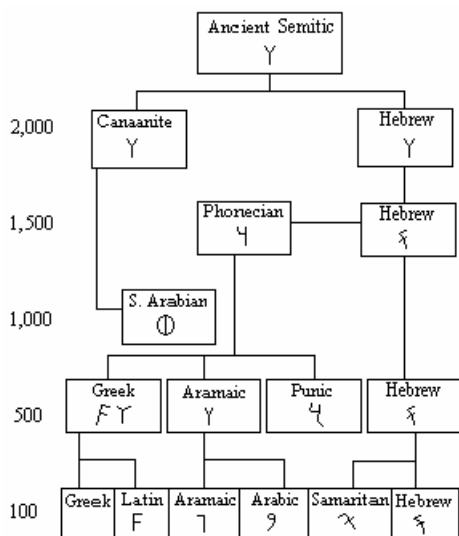 Ancient Semitic
Y
2,000
Canaanite
Y
Hebrew
Y
1,500
Phonecian
Hebrew
1,000
S. Arabian
500
Greek
Aramaic
Punic
Hebrew
100
Greek
Latin
F
Aramaic
Arabic
Samaritan
Hebrew